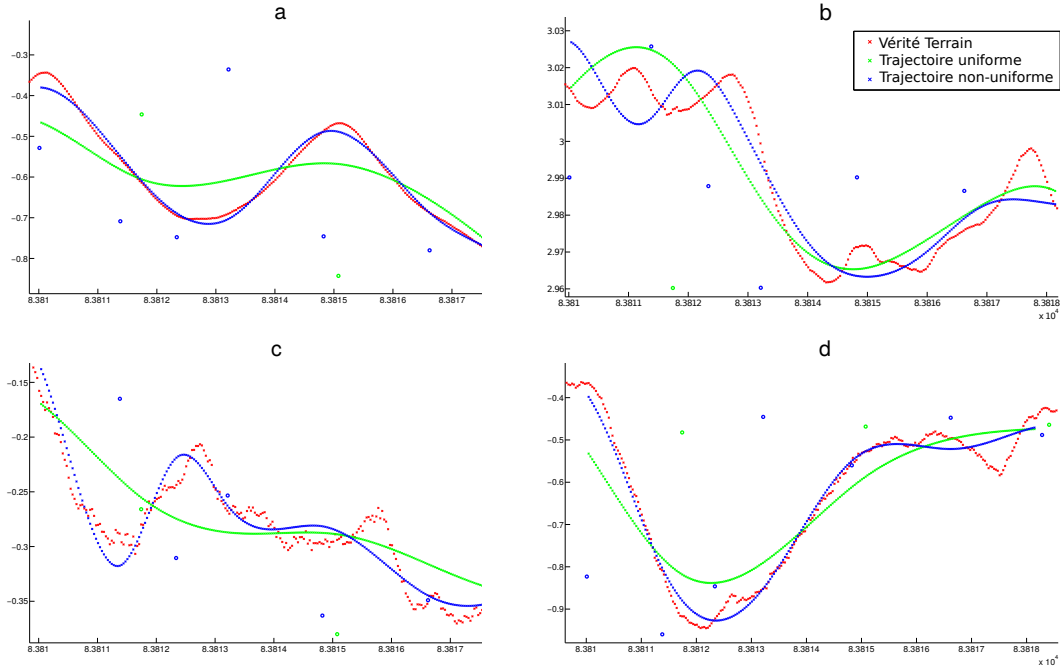 a
−0.3
−0.4
−0.5
−0.6
−0.7
−0.8
8.381 8.3811 8.3812 8.3813 8.3814 8.3815 8.3816 8.3817
b
Vérité Terrain
Trajectoire uniforme
Trajectoire non-uniforme
3.03
3.02
3.01
3
2.99
2.98
2.97
2.96
8.381 8.3811 8.3812 8.3813 8.3814 8.3815 8.3816 8.3817 8.3818
x 10⁴
c
−0.15
−0.2
−0.25
−0.3
−0.35
8.381 8.3811 8.3812 8.3813 8.3814 8.3815 8.3816 8.3817
d
−0.4
−0.5
−0.6
−0.7
−0.8
−0.9
8.381 8.3811 8.3812 8.3813 8.3814 8.3815 8.3816 8.3817 8.3818
x 10⁴